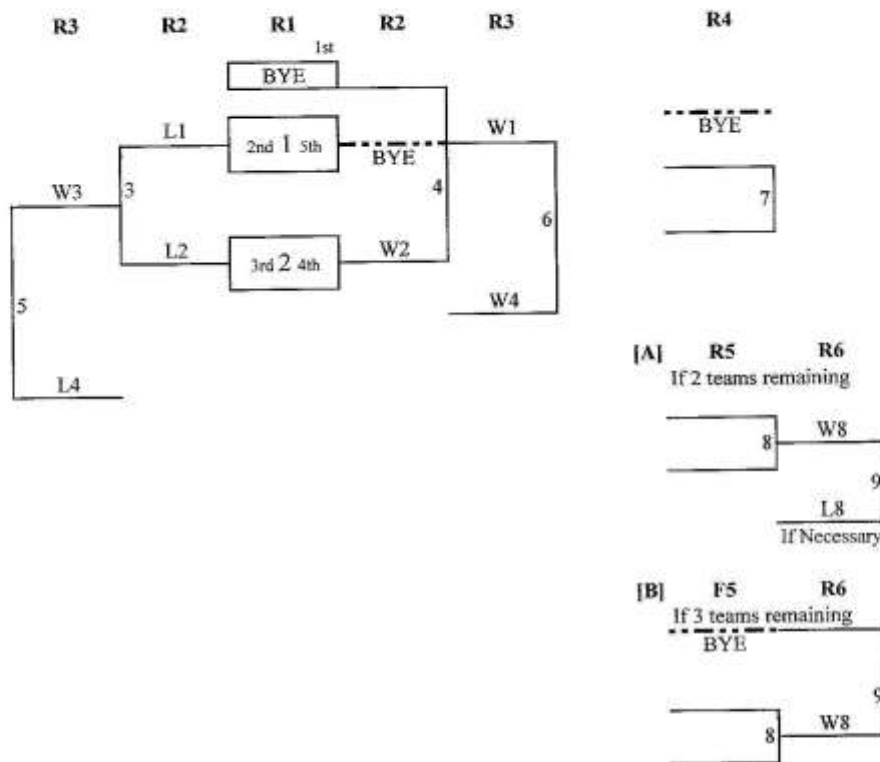 R3 R2 R1 R2 R3 R4
1st
BYE
BYE
L1 2nd 1 5th BYE W1
W3 3 4 6 7
L2 3rd 2 4th W2
5 W4
L4
[A] R5 R6
If 2 teams remaining
8 W8
9
L8
If Necessary
[B] F5 R6
If 3 teams remaining
BYE
9
8 W8